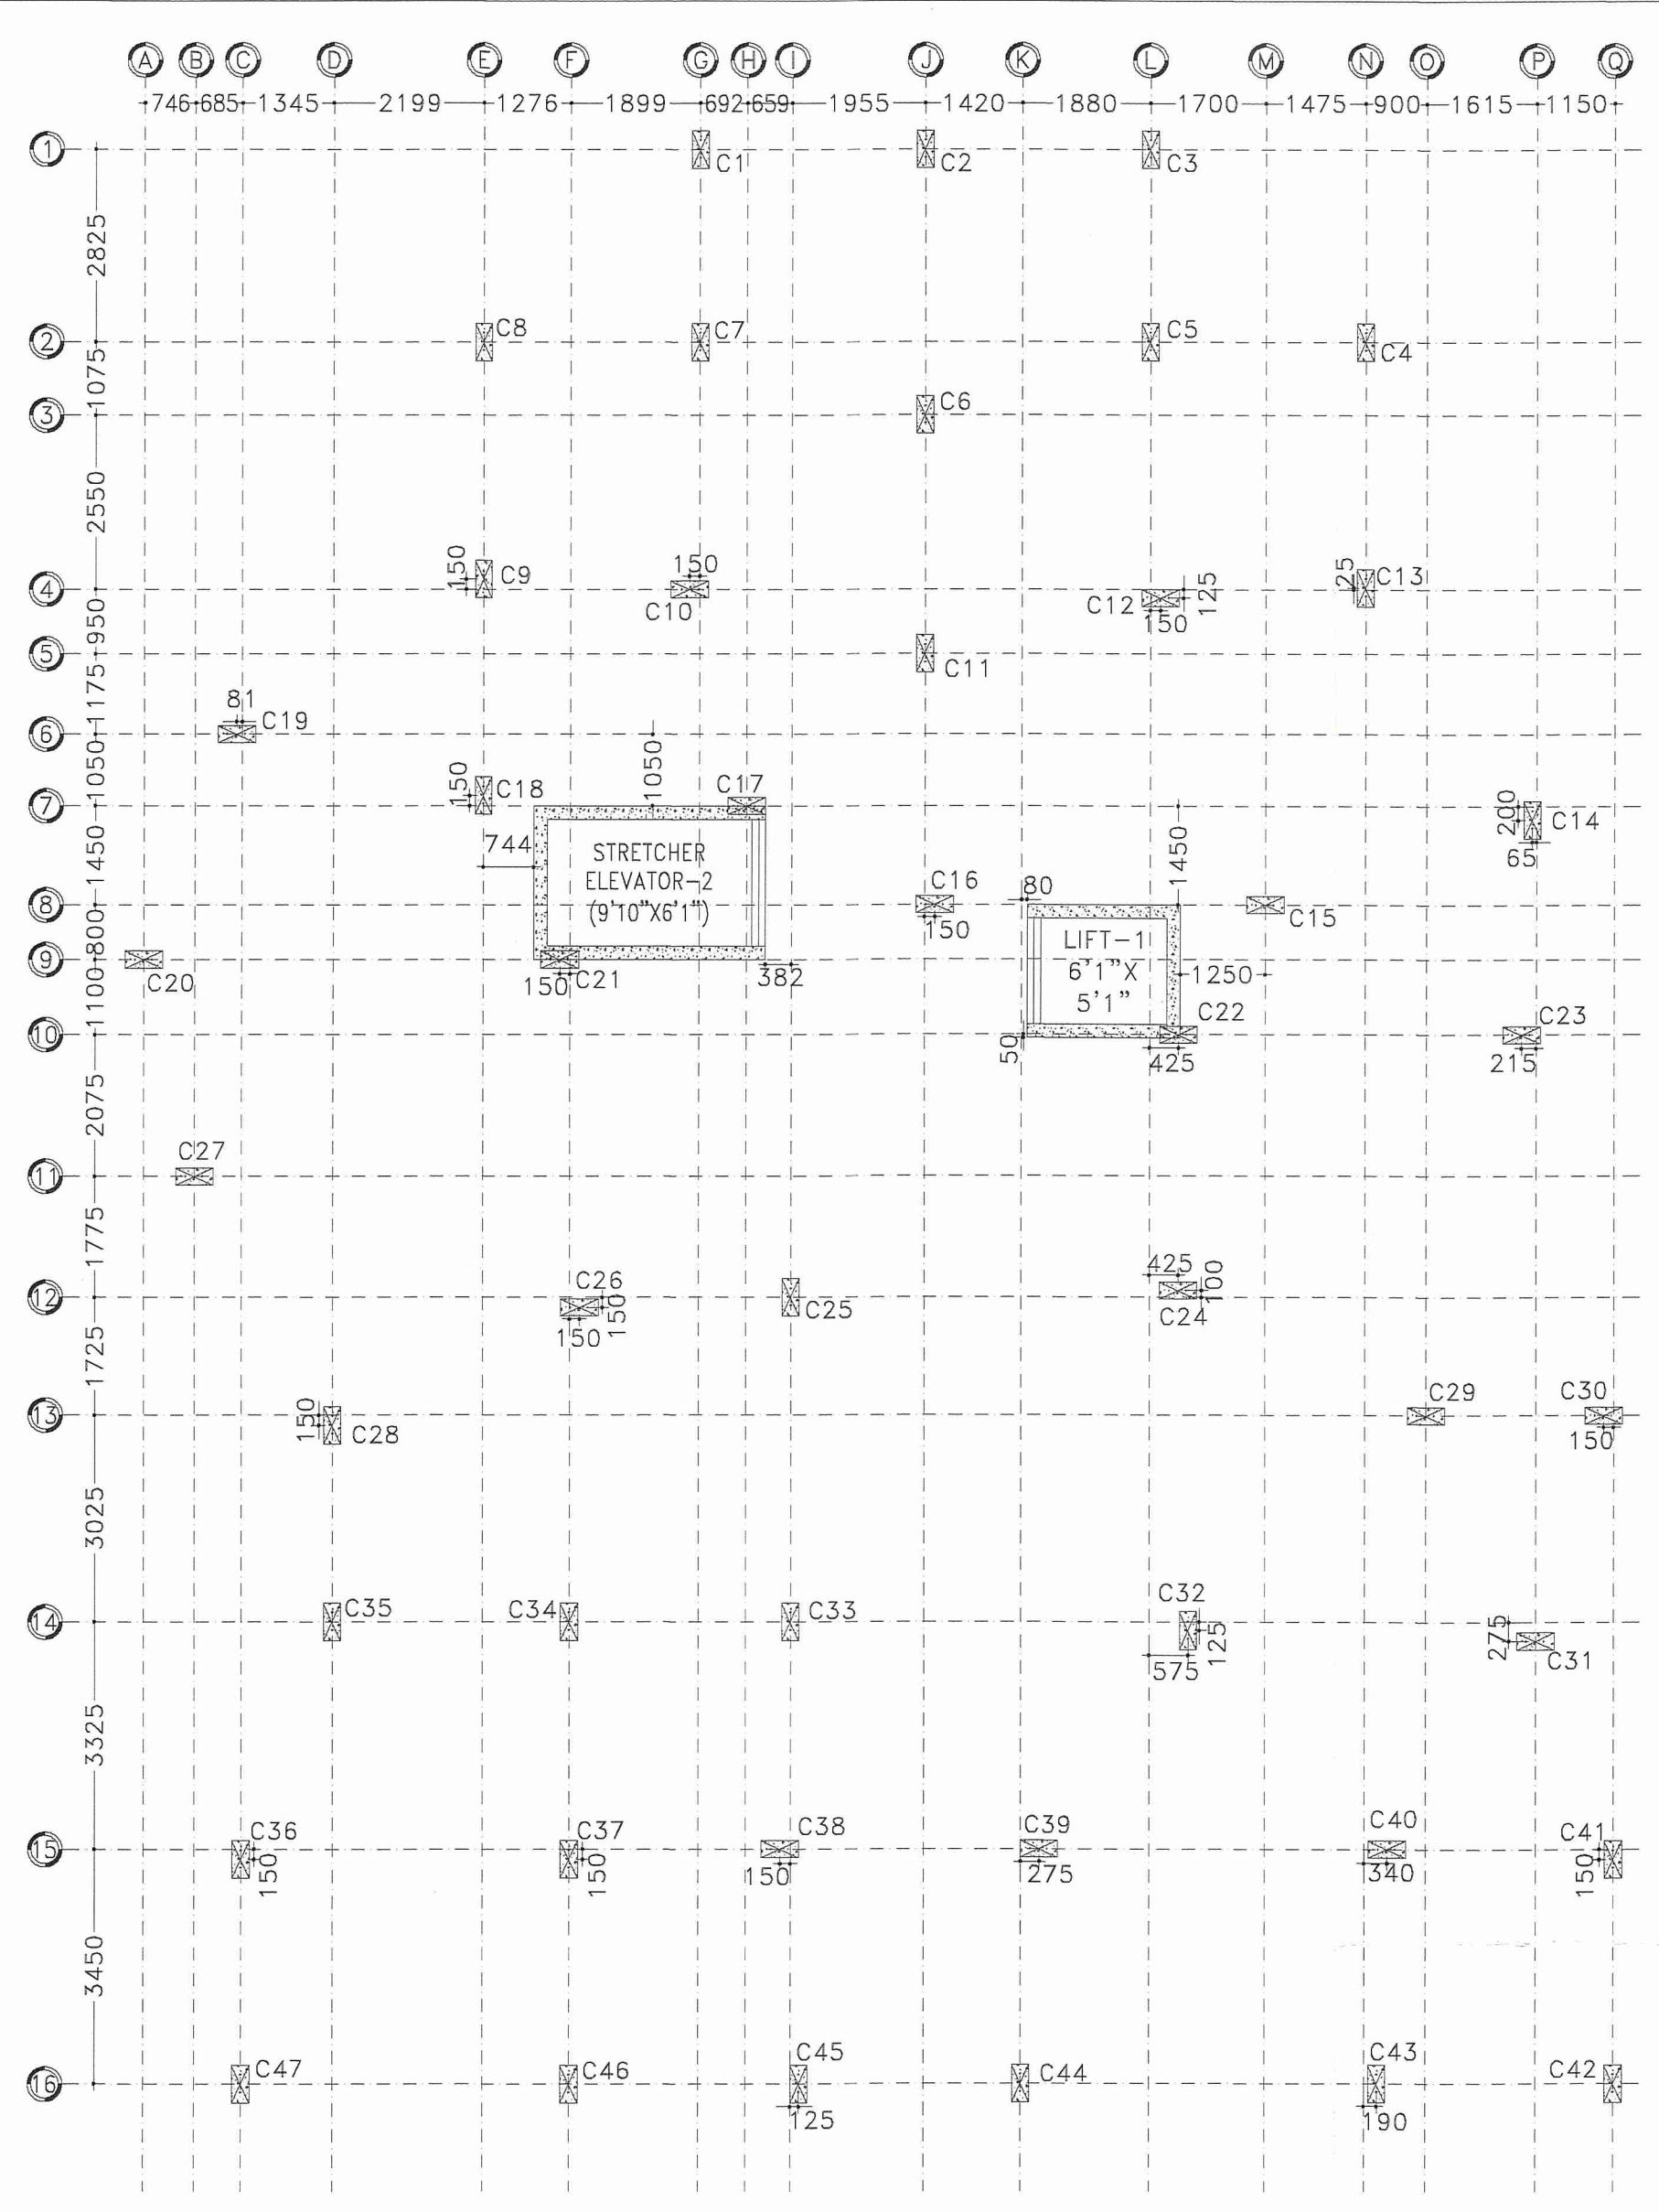 A B C D E F G H I J K L M N O P Q
746 685 1345 2199 1276 1899 692 659 1955 1420 1880 1700 1475 900 1615 1150
1
C1 C2 C3
2825
2
C8 C7 C5 C4
1075
3
C6
2550
4
150 C9 150 C10 C12 150 125 25 C13
950
5
C11
1175
81
6
C19
1050
1050
7
150 C18 C17 200 C14 65
1450
744
STRETCHER
ELEVATOR-2
(9'10"X6'1")
1450
8
C16 150 80 C15
800
LIFT-1
6'1"X
5'1"
1250
9
C20 150 C21 382
1100
10
50 C22 425 C23 215
2075
C27
11
1775
12
C26 150 150 C25 425 100 C24
1725
13
150 C28 C29 C30 150
3025
14
C35 C34 C33 C32 125 575 275 C31
3325
15
C36 150 C37 150 C38 150 C39 275 C40 340 C41 150
3450
16
C47 C46 C45 125 C44 C43 190 C42